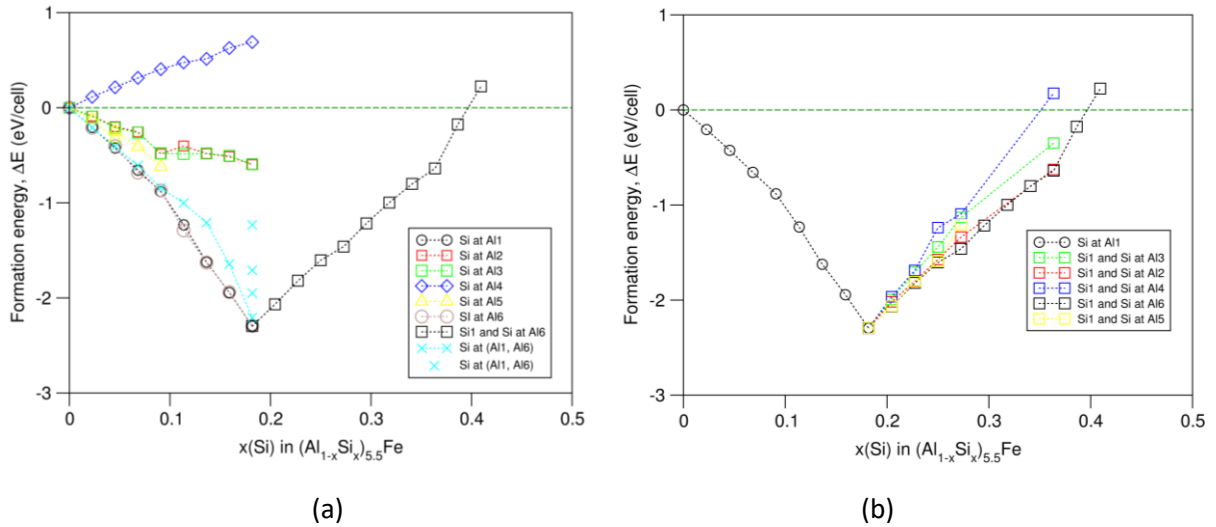 1
0
-1
-2
-3
Formation energy, ΔE (eV/cell)
Si at Al1
Si at Al2
Si at Al3
Si at Al4
Si at Al5
SI at Al6
Si1 and Si at Al6
Si at (Al1, Al6)
Si at (Al1, Al6)
0 0.1 0.2 0.3 0.4 0.5
x(Si) in (Al1-xSix)5.5Fe
(a)
1
0
-1
-2
-3
Formation energy, ΔE (eV/cell)
Si at Al1
Si1 and Si at Al3
Si1 and Si at Al2
Si1 and Si at Al4
Si1 and Si at Al6
Si1 and Si at Al5
0 0.1 0.2 0.3 0.4 0.5
x(Si) in (Al1-xSix)5.5Fe
(b)